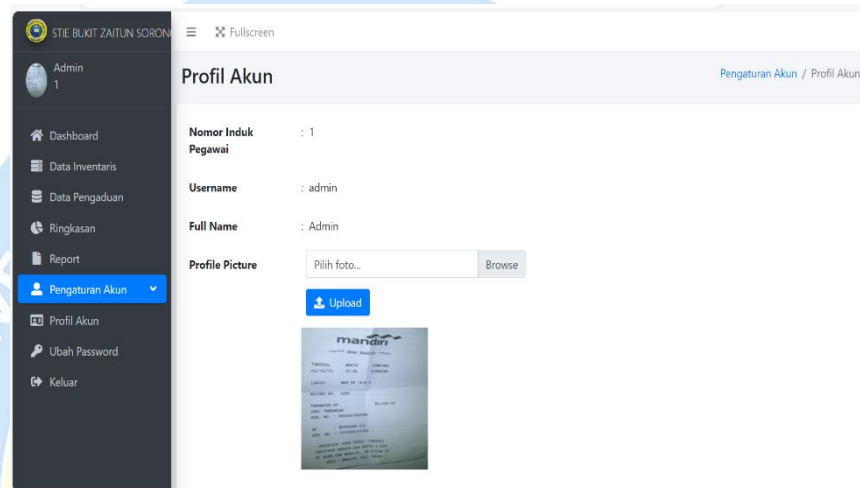 STIE BUKIT ZAITUN SORON
Fullscreen
Admin
1
Profil Akun
Pengaturan Akun / Profil Akun
Dashboard
Data Inventaris
Data Pengaduan
Ringkasan
Report
Pengaturan Akun
Profil Akun
Ubah Password
Keluar
Nomor Induk
Pegawai
: 1
Username : admin
Full Name : Admin
Profile Picture
Pilih foto... Browse
Upload
mandiri